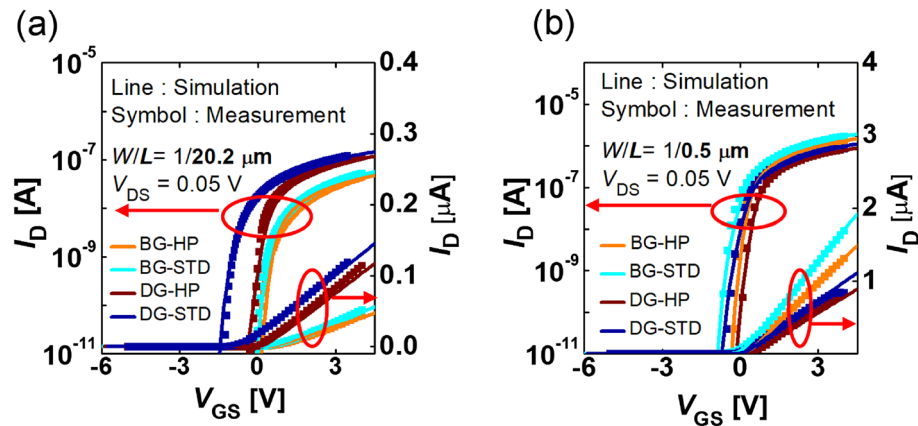 (a)
10⁻⁵
10⁻⁷
10⁻⁹
10⁻¹¹
I_D [A]
Line : Simulation
Symbol : Measurement
W/L= 1/20.2 μm
V_DS = 0.05 V
BG-HP
BG-STD
DG-HP
DG-STD
0.4
0.3
0.2
0.1
0.0
I_D [μA]
-6
-3
0
3
V_GS [V]
(b)
10⁻⁵
10⁻⁶
10⁻⁷
10⁻⁹
10⁻¹¹
I_D [A]
Line : Simulation
Symbol : Measurement
W/L= 1/0.5 μm
V_DS = 0.05 V
BG-HP
BG-STD
DG-HP
DG-STD
4
3
2
1
0
I_D [μA]
-6
-3
0
3
V_GS [V]